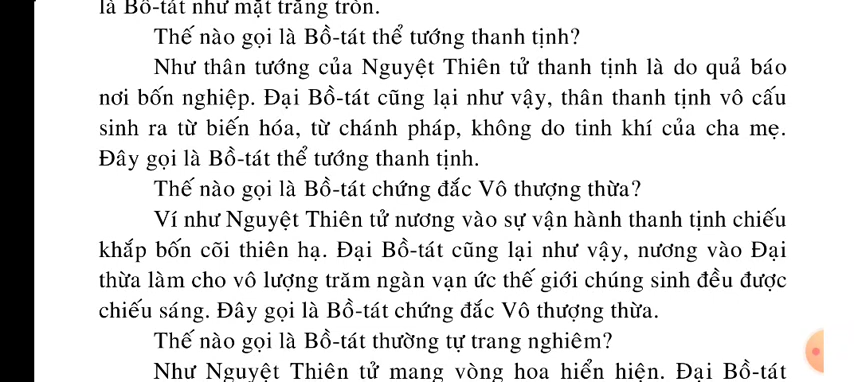 là Bồ-tát như mặt trăng tròn.
Thế nào gọi là Bồ-tát thể tướng thanh tịnh?
Như thân tướng của Nguyệt Thiên tử thanh tịnh là do quả báo
nơi bốn nghiệp. Đại Bồ-tát cũng lại như vậy, thân thanh tịnh vô cấu
sinh ra từ biến hóa, từ chánh pháp, không do tinh khí của cha mẹ.
Đây gọi là Bồ-tát thể tướng thanh tịnh.
Thế nào gọi là Bồ-tát chứng đắc Vô thượng thừa?
Ví như Nguyệt Thiên tử nương vào sự vận hành thanh tịnh chiếu
khắp bốn cõi thiên hạ. Đại Bồ-tát cũng lại như vậy, nương vào Đại
thừa làm cho vô lượng trăm ngàn vạn ức thế giới chúng sinh đều được
chiếu sáng. Đây gọi là Bồ-tát chứng đắc Vô thượng thừa.
Thế nào gọi là Bồ-tát thường tự trang nghiêm?
Như Nguyệt Thiên tử mang vòng hoa hiển hiện. Đại Bồ-tát